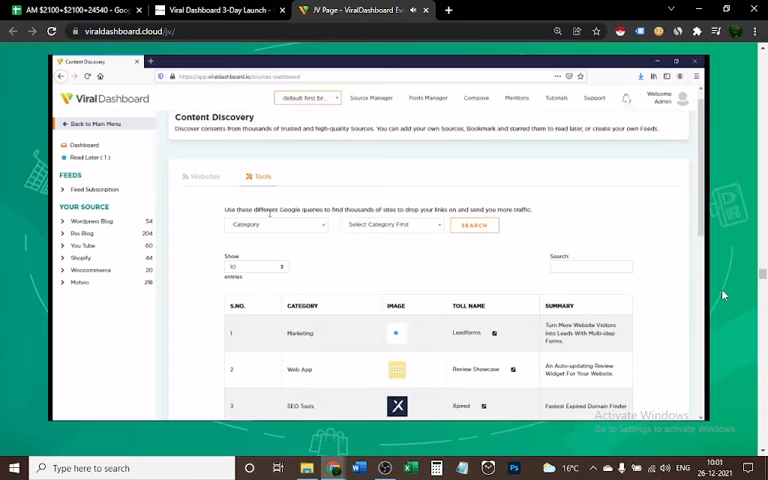 AM $2100+$2100+24540 - Goo
Viral Dashboard 3-Day Launch -
JV Page - ViralDashboard Ev
viraldashboard.cloud/jv/
Content Discovery
https://app.viraldashboard.io/sources-dashboard
ViralDashboard
default first br...
Source Manager
Posts Manager
Compose
Mentions
Tutorials
Support
Welcome
Admin
Back to Main Menu
Content Discovery
Discover contents from thousands of trusted and high-quality Sources. You can add your own Sources, Bookmark and starred them to read later, or create your own Feeds.
Dashboard
Read Later ( 1 )
FEEDS
Feed Subscription
YOUR SOURCE
Wordpress Blog 54
Rss Blog 54
You Tube 60
Shopify 44
Woocommerce 20
Motvio 298
Websites
Tools
Use these different Google queries to find thousands of sites to drop your links on and send you more traffic.
Category
Select Category First
SEARCH
Show
10
entries
Search:
S.NO. CATEGORY IMAGE TOLL NAME SUMMARY
1 Marketing Leadforms Turn More Website Visitors
Into Leads With Multi-step
Forms.
2 Web App Review Showcase An Auto-updating Review
Widget For Your Website.
3 SEO Tools X Xpred Fastest Expired Domain Finder
Activate Windows
Go to Settings to activate Windows.
Type here to search
16°C
ENG
10:01
26-12-2021